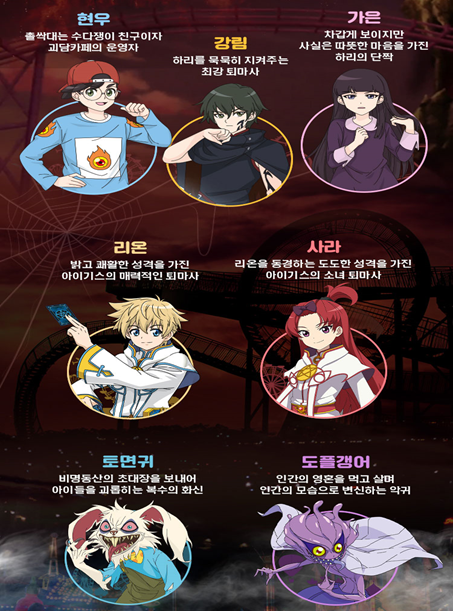 현우
촐싹대는 수다쟁이 친구이자
괴담카페의 운영자
강림
하리를 묵묵히 지켜주는
최강 퇴마사
가은
차갑게 보이지만
사실은 따뜻한 마음을 가진
하리의 단짝
리온
밝고 쾌활한 성격을 가진
아이기스의 매력적인 퇴마사
사라
리온을 동경하는 도도한 성격을 가진
아이기스의 소녀 퇴마사
토면귀
비명동산의 초대장을 보내어
아이들을 괴롭히는 복수의 화신
도플갱어
인간의 영혼을 먹고 살며
인간의 모습으로 변신하는 악귀